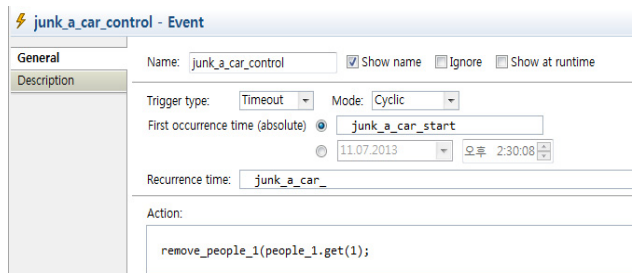 junk_a_car_control - Event
General
Description
Name: junk_a_car_control Show name Ignore Show at runtime
Trigger type: Timeout Mode: Cyclic
First occurrence time (absolute) junk_a_car_start
11.07.2013 오후 2:30:08
Recurrence time: junk_a_car_
Action:
remove_people_1(people_1.get(1);